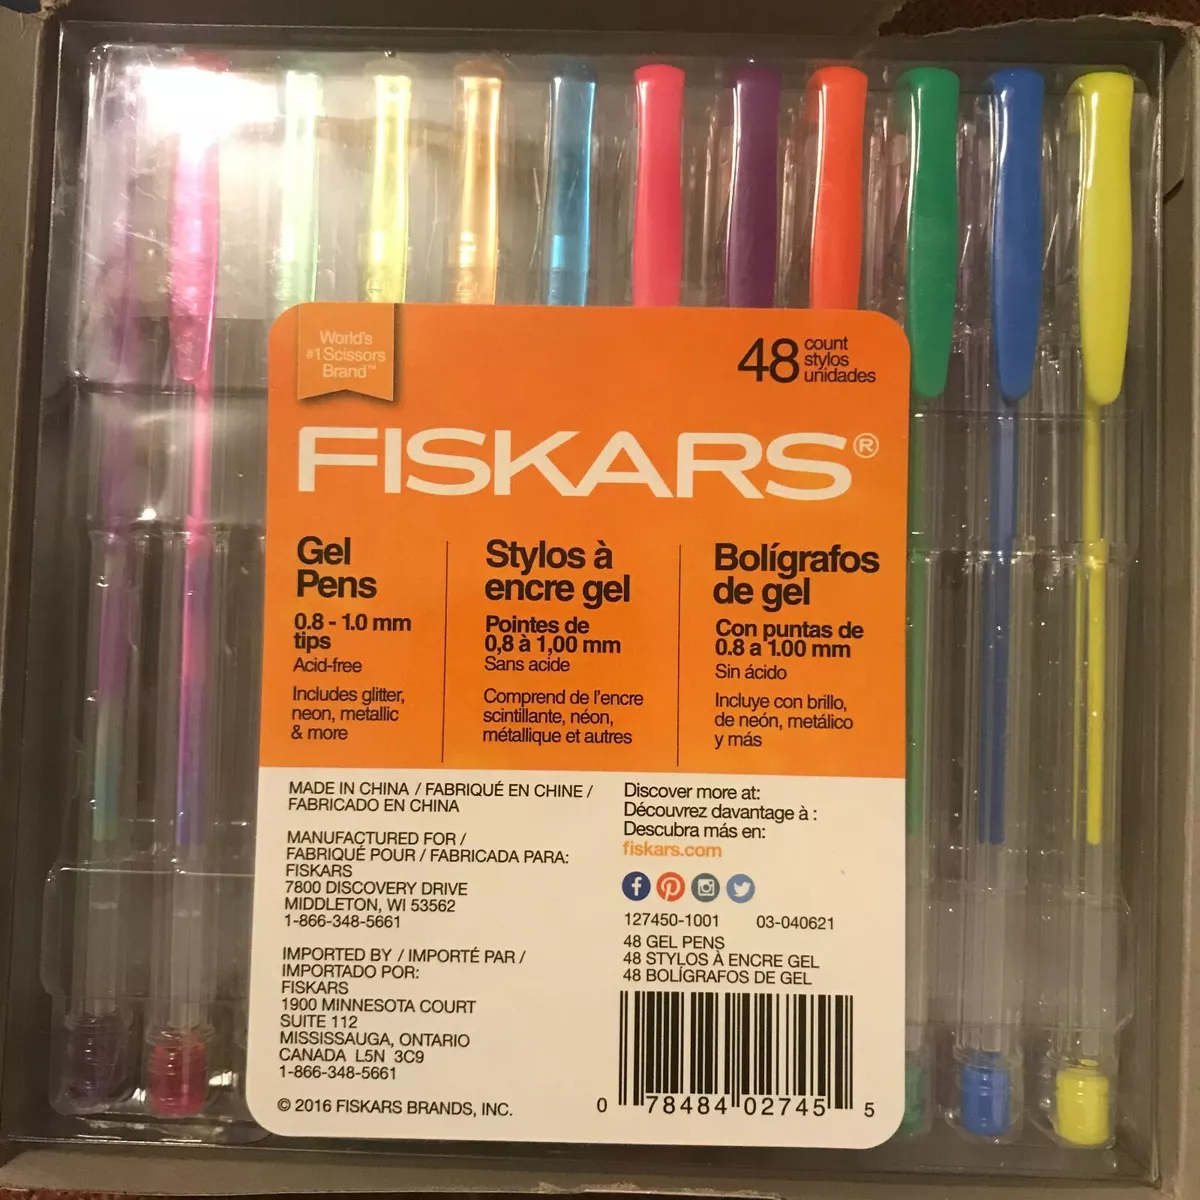 World's
#1 Scissors
Brand™
48 count
stylos
unidades
FISKARS®
Gel
Pens
0.8 - 1.0 mm
tips
Acid-free
Includes glitter,
neon, metallic
& more
Stylos à
encre gel
Pointes de
0,8 à 1,00 mm
Sans acide
Comprend de l'encre
scintillante, néon,
métallique et autres
Bolígrafos
de gel
Con puntas de
0.8 a 1.00 mm
Sin ácido
Incluye con brillo,
de neón, metálico
y más
MADE IN CHINA / FABRIQUÉ EN CHINE /
FABRICADO EN CHINA
MANUFACTURED FOR /
FABRIQUÉ POUR / FABRICADA PARA:
FISKARS
7800 DISCOVERY DRIVE
MIDDLETON, WI 53562
1-866-348-5661
IMPORTED BY / IMPORTÉ PAR /
IMPORTADO POR:
FISKARS
1900 MINNESOTA COURT
SUITE 112
MISSISSAUGA, ONTARIO
CANADA L5N 3C9
1-866-348-5661
© 2016 FISKARS BRANDS, INC.
Discover more at:
Découvrez davantage à :
Descubra más en:
fiskars.com
127450-1001 03-040621
48 GEL PENS
48 STYLOS À ENCRE GEL
48 BOLÍGRAFOS DE GEL
0 78484 02745 5